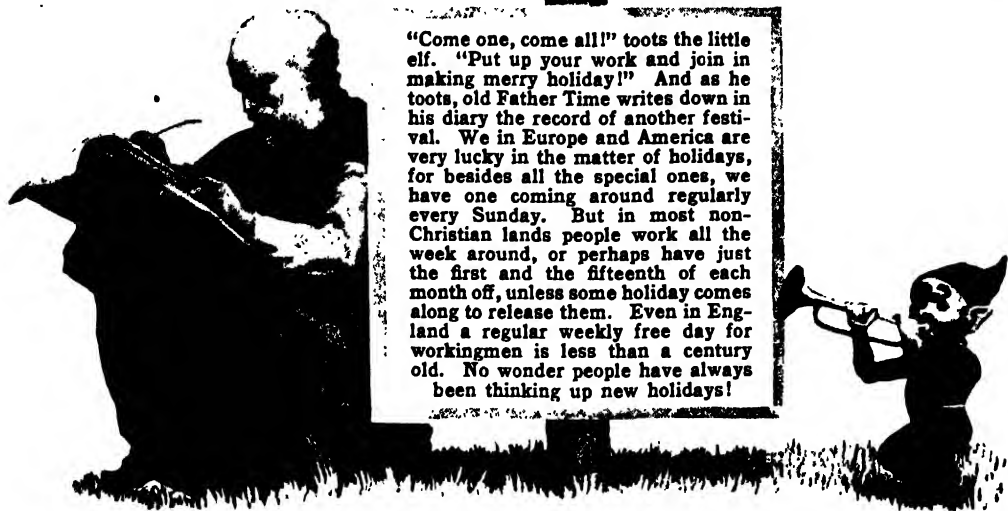 “Come one, come all!” toots the little
elf. “Put up your work and join in
making merry holiday!” And as he
toots, old Father Time writes down in
his diary the record of another festi-
val. We in Europe and America are
very lucky in the matter of holidays,
for besides all the special ones, we
have one coming around regularly
every Sunday. But in most non-
Christian lands people work all the
week around, or perhaps have just
the first and the fifteenth of each
month off, unless some holiday comes
along to release them. Even in Eng-
land a regular weekly free day for
workingmen is less than a century
old. No wonder people have always
been thinking up new holidays!